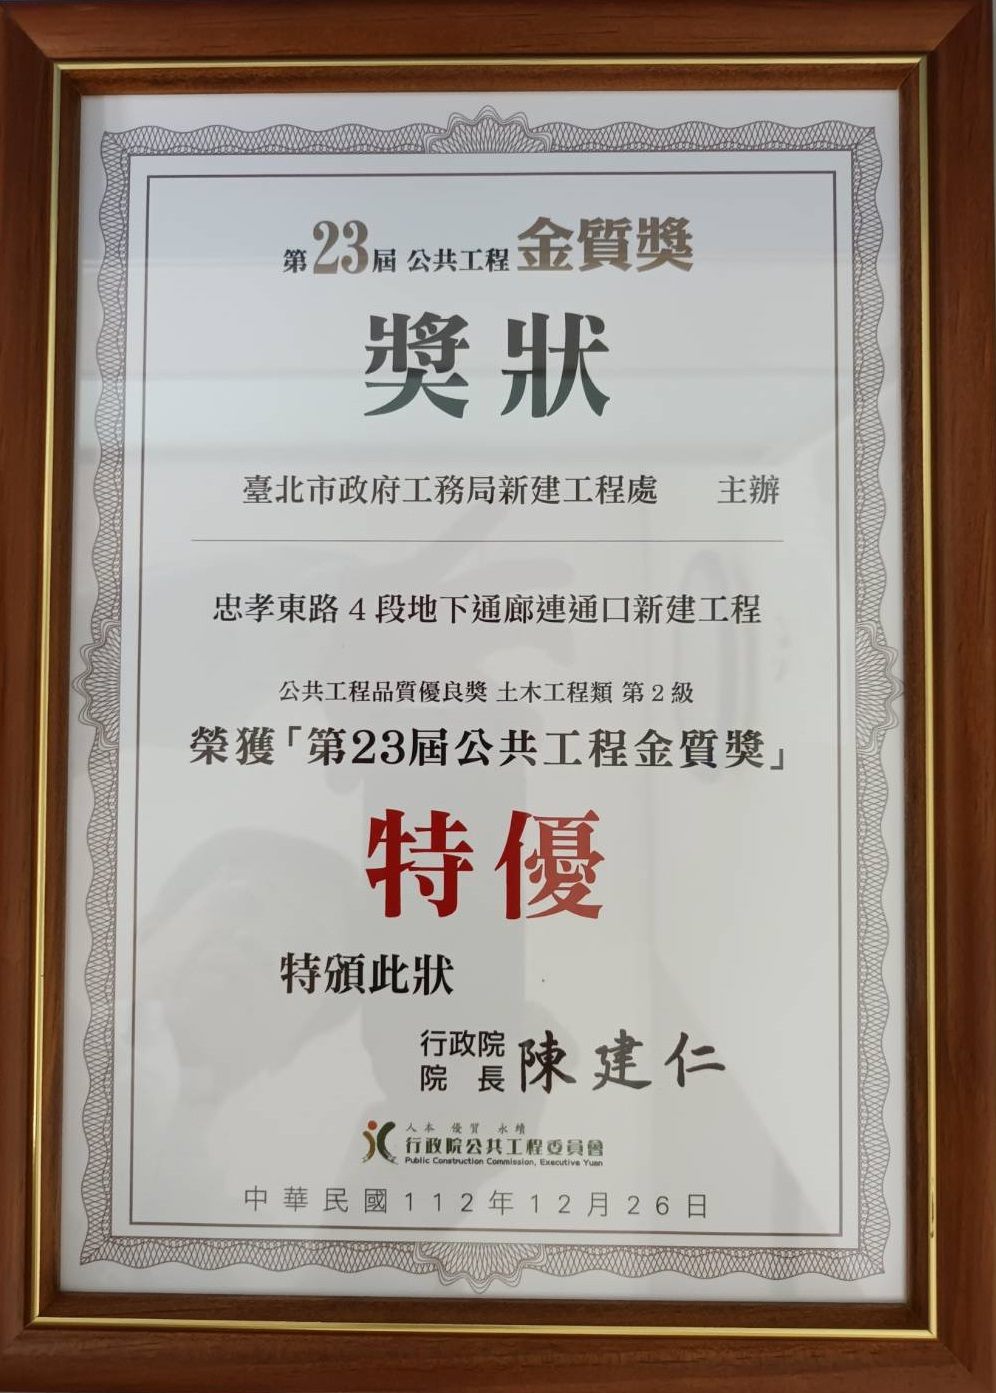 第23屆 公共工程 金質獎
獎狀
臺北市政府工務局新建工程處 主辦
忠孝東路 4 段地下通廊連通口新建工程
公共工程品質優良獎 土木工程類 第 2 級
榮獲「第23屆公共工程金質獎」
特優
特頒此狀
行政院
院長 陳建仁
人本 優質 永續
行政院公共工程委員會
Public Construction Commission, Executive Yuan
中華民國112年12月26日